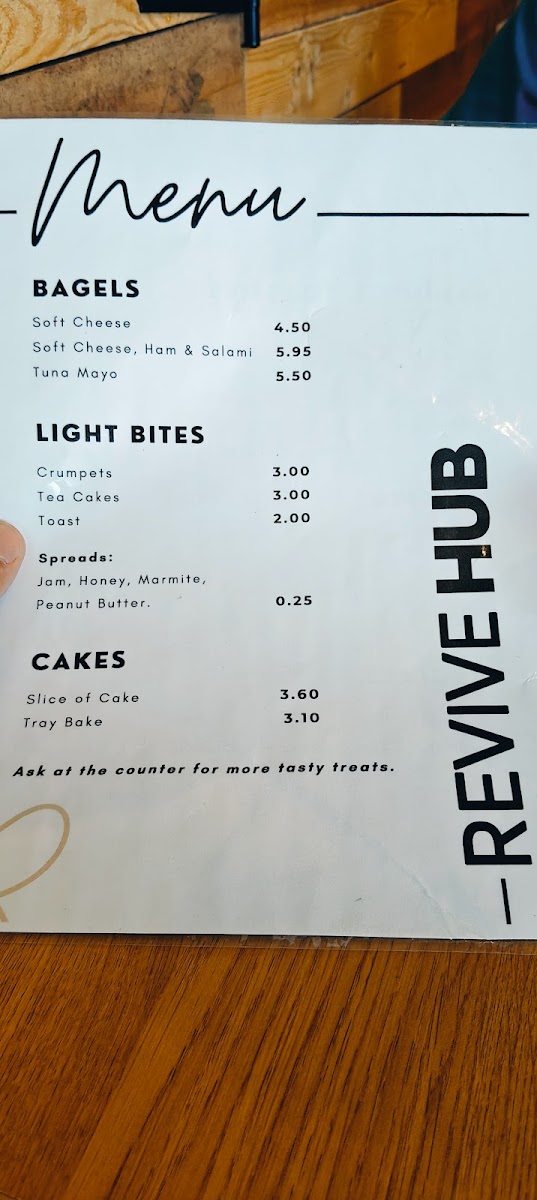 Menu
BAGELS
Soft Cheese 4.50
Soft Cheese, Ham & Salami 5.95
Tuna Mayo 5.50
LIGHT BITES
Crumpets 3.00
Tea Cakes 3.00
Toast 2.00
Spreads:
Jam, Honey, Marmite,
Peanut Butter. 0.25
CAKES
Slice of Cake 3.60
Tray Bake 3.10
Ask at the counter for more tasty treats.
REVIVE HUB